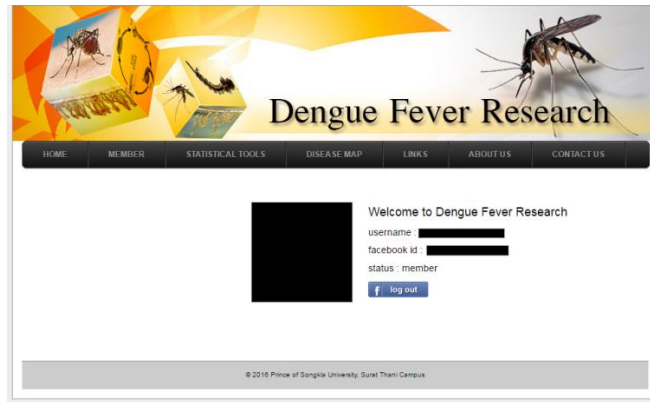 Dengue Fever Research
HOME MEMBER STATISTICAL TOOLS DISEASE MAP LINKS ABOUT US CONTACT US
Welcome to Dengue Fever Research
username :
facebook id :
status : member
f log out
© 2016 Prince of Songkla University, Surat Thani Campus